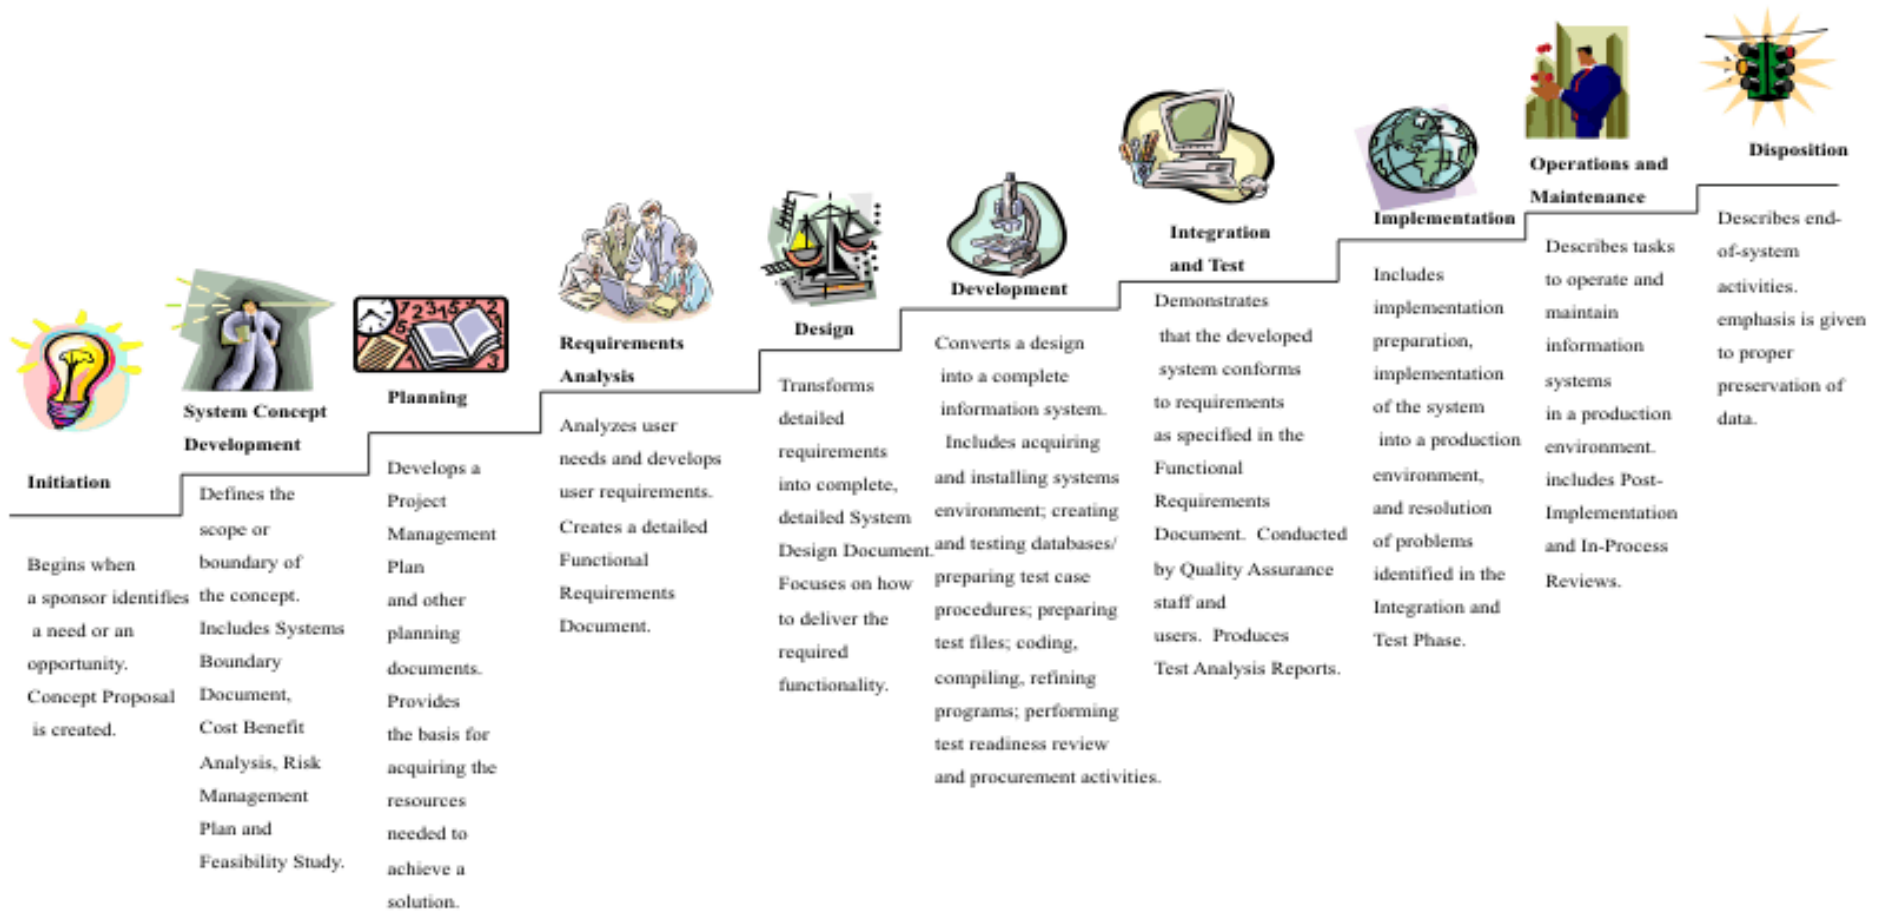 Initiation
Begins when
a sponsor identifies
a need or an
opportunity.
Concept Proposal
is created.
System Concept
Development
Defines the
scope or
boundary of
the concept.
Includes Systems
Boundary
Document,
Cost Benefit
Analysis, Risk
Management
Plan and
Feasibility Study.
Planning
Develops a
Project
Management
Plan
and other
planning
documents.
Provides
the basis for
acquiring the
resources
needed to
achieve a
solution.
Requirements
Analysis
Analyzes user
needs and develops
user requirements.
Creates a detailed
Functional
Requirements
Document.
Design
Transforms
detailed
requirements
into complete,
detailed System
Design Document.
Focuses on how
to deliver the
required
functionality.
Development
Converts a design
into a complete
information system.
Includes acquiring
and installing systems
environment; creating
and testing databases/
preparing test case
procedures; preparing
test files; coding,
compiling, refining
programs; performing
test readiness review
and procurement activities.
Integration
and Test
Demonstrates
that the developed
system conforms
to requirements
as specified in the
Functional
Requirements
Document. Conducted
by Quality Assurance
staff and
users. Produces
Test Analysis Reports.
Implementation
Includes
implementation
preparation,
implementation
of the system
into a production
environment,
and resolution
of problems
identified in the
Integration and
Test Phase.
Operations and
Maintenance
Describes tasks
to operate and
maintain
information
systems
in a production
environment.
includes Post-
Implementation
and In-Process
Reviews.
Disposition
Describes end-
of-system
activities.
emphasis is given
to proper
preservation of
data.